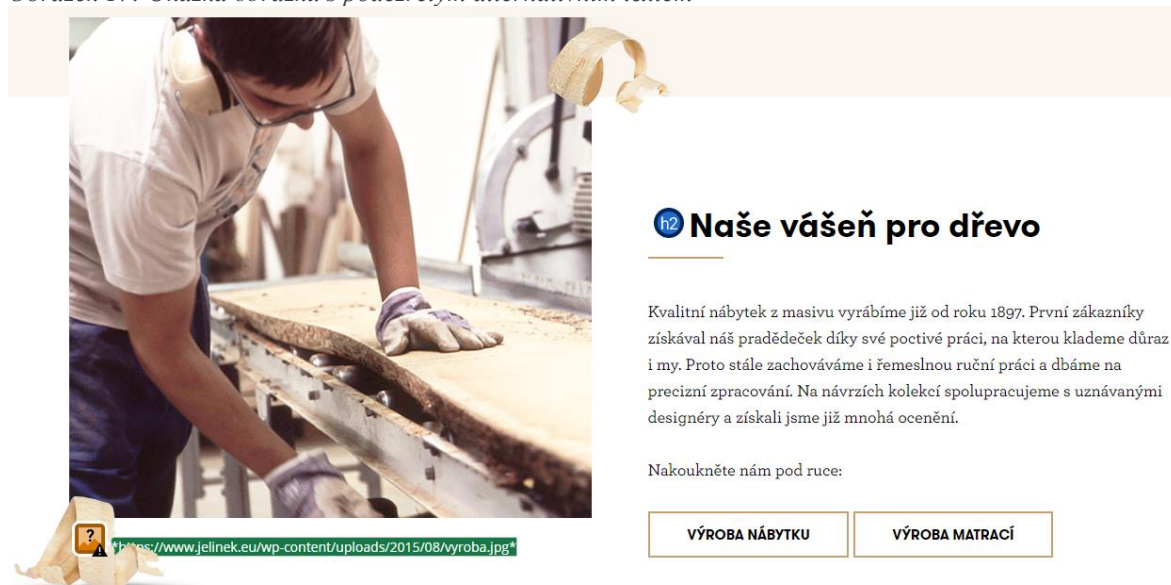 Naše vášeň pro dřevo
Kvalitní nábytek z masivu vyrábíme již od roku 1897. První zákazníky
získával náš pradědeček díky své poctivé práci, na kterou klademe důraz
i my. Proto stále zachováváme i řemeslnou ruční práci a dbáme na
precizní zpracování. Na návrzích kolekcí spolupracujeme s uznávanými
designéry a získali jsme již mnohá ocenění.
Nakoukněte nám pod ruce:
VÝROBA NÁBYTKU
VÝROBA MATRACÍ
h2
?
*https://www.jelinek.eu/wp-content/uploads/2015/08/vyroba.jpg*